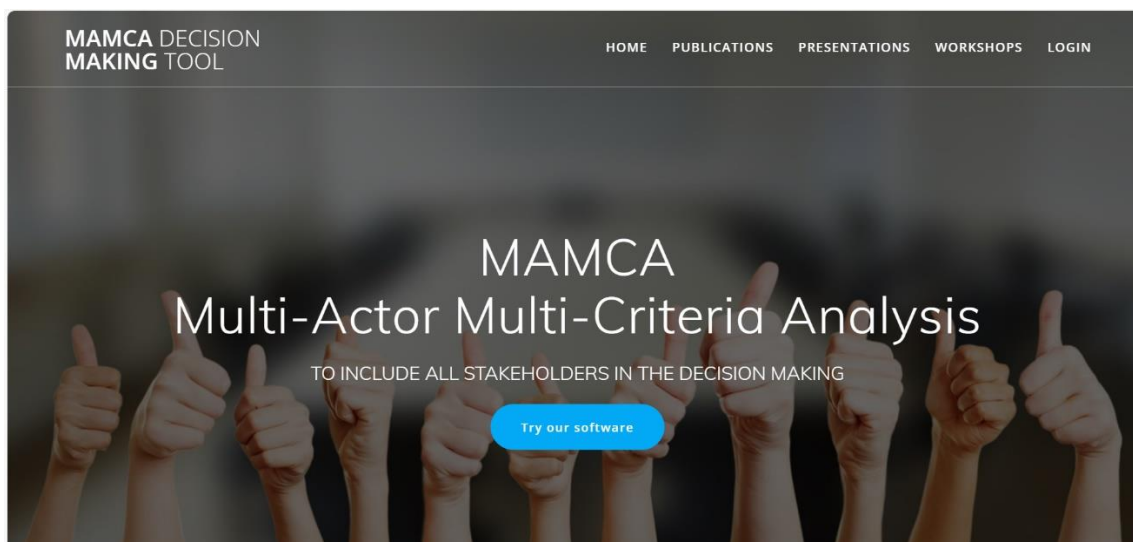 MAMCA DECISION
MAKING TOOL
HOME PUBLICATIONS PRESENTATIONS WORKSHOPS LOGIN
MAMCA
Multi-Actor Multi-Criteria Analysis
TO INCLUDE ALL STAKEHOLDERS IN THE DECISION MAKING
Try our software